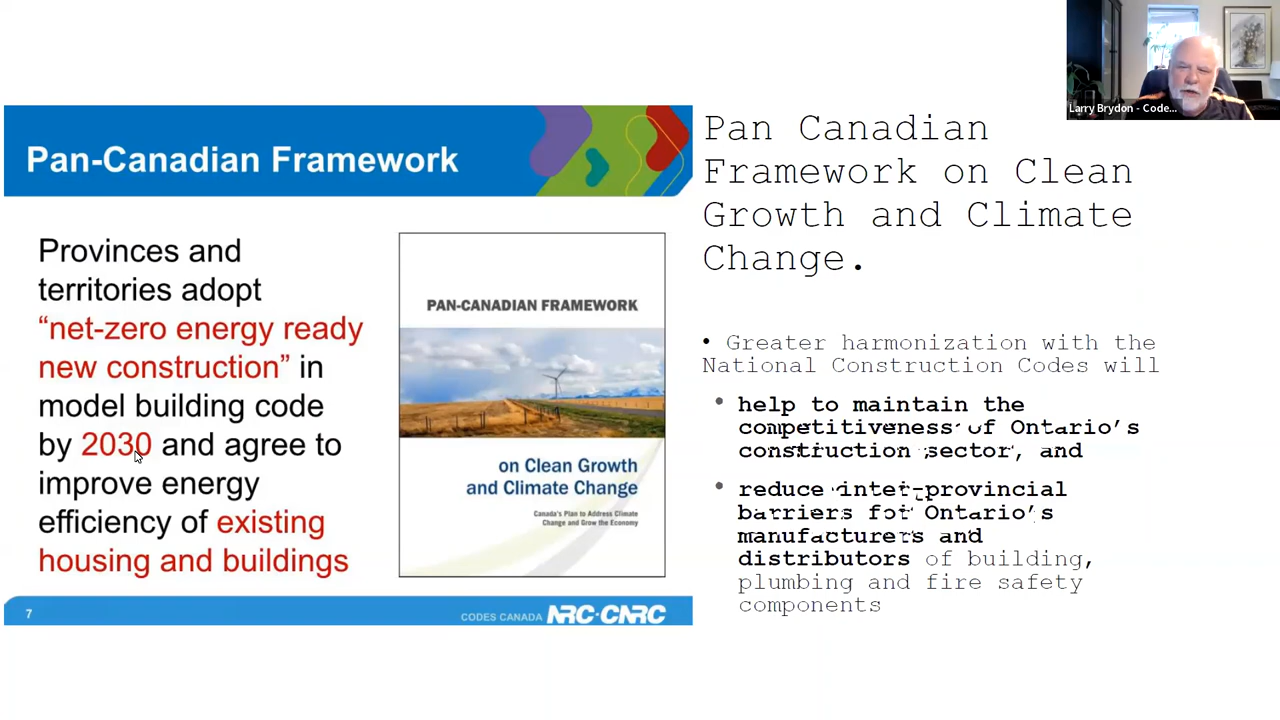 Larry Brydon - Code...
Pan-Canadian Framework
Provinces and
territories adopt
“net-zero energy ready
new construction” in
model building code
by 2030 and agree to
improve energy
efficiency of existing
housing and buildings
PAN-CANADIAN FRAMEWORK
on Clean Growth
and Climate Change
Canada's Plan to Address Climate
Change and Grow the Economy
7
CODES CANADA NRC·CNRC
Pan Canadian
Framework on Clean
Growth and Climate
Change.
• Greater harmonization with the
National Construction Codes will
• help to maintain the
competitiveness of Ontario’s
construction sector, and
• reduce inter-provincial
barriers for Ontario’s
manufacturers and
distributors of building,
plumbing and fire safety
components